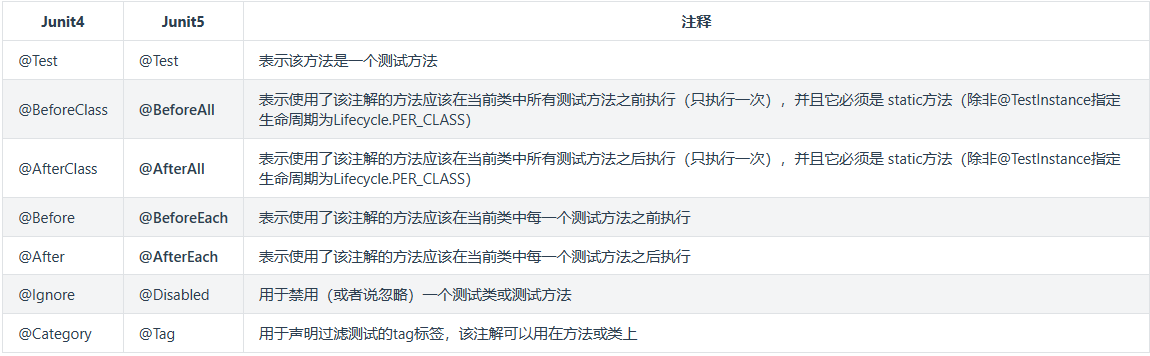 Junit4 Junit5 注释
@Test @Test 表示该方法是一个测试方法
@BeforeClass @BeforeAll 表示使用了该注解的方法应该在当前类中所有测试方法之前执行（只执行一次），并且它必须是 static方法（除非@TestInstance指定
生命周期为Lifecycle.PER_CLASS）
@AfterClass @AfterAll 表示使用了该注解的方法应该在当前类中所有测试方法之后执行（只执行一次），并且它必须是 static方法（除非@TestInstance指定
生命周期为Lifecycle.PER_CLASS）
@Before @BeforeEach 表示使用了该注解的方法应该在当前类中每一个测试方法之前执行
@After @AfterEach 表示使用了该注解的方法应该在当前类中每一个测试方法之后执行
@Ignore @Disabled 用于禁用（或者说忽略）一个测试类或测试方法
@Category @Tag 用于声明过滤测试的tag标签，该注解可以用在方法或类上